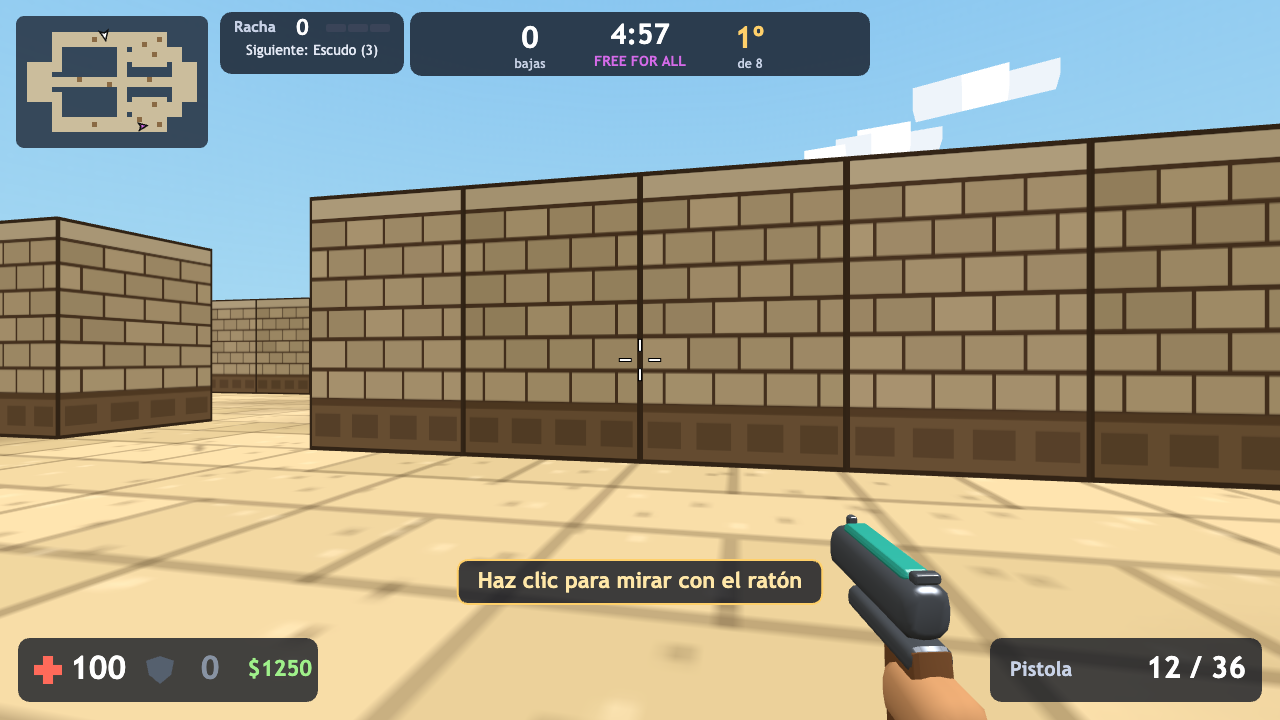 Racha 0
Siguiente: Escudo (3)
0
bajas
4:57
FREE FOR ALL
1º
de 8
Haz clic para mirar con el ratón
100
0
$1250
Pistola
12 / 36